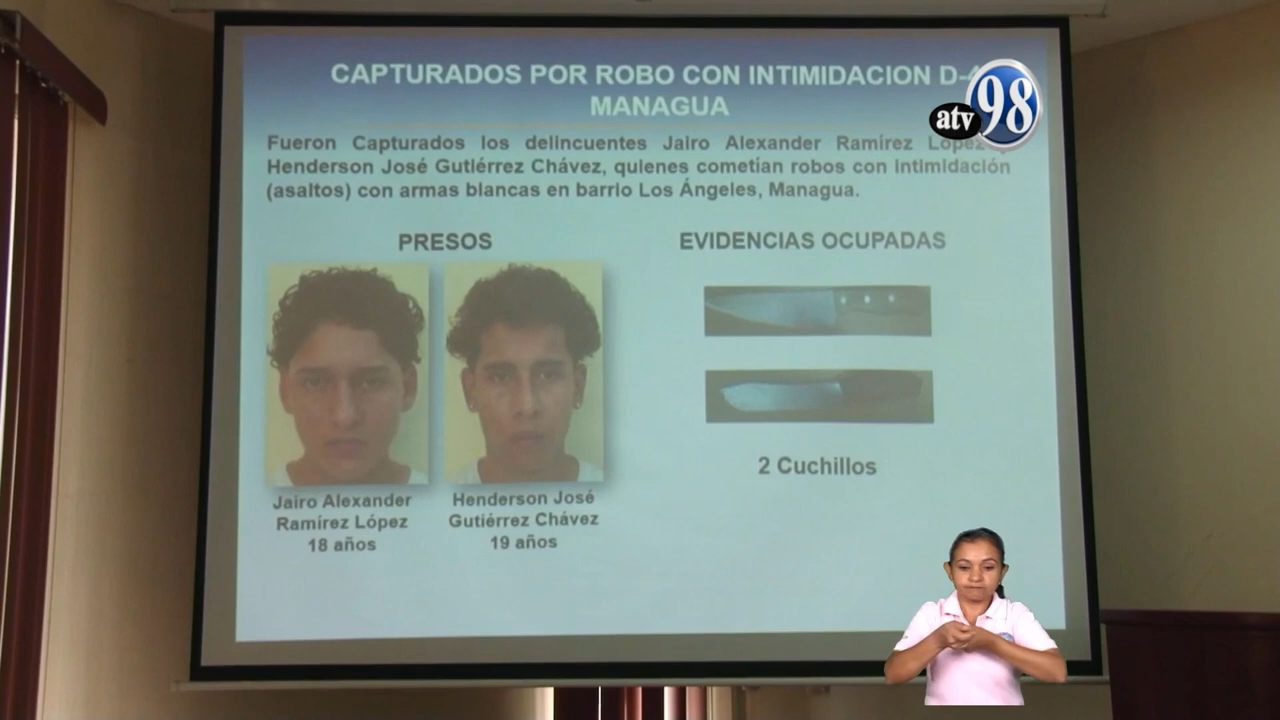 CAPTURADOS POR ROBO CON INTIMIDACION D-4
MANAGUA
atv 98
Fueron Capturados los delincuentes Jairo Alexander Ramírez López
Henderson José Gutiérrez Chávez, quienes cometían robos con Intimidación
(asaltos) con armas blancas en barrio Los Ángeles, Managua.
PRESOS
EVIDENCIAS OCUPADAS
Jairo Alexander
Ramírez López
18 años
Henderson José
Gutiérrez Chávez
19 años
2 Cuchillos